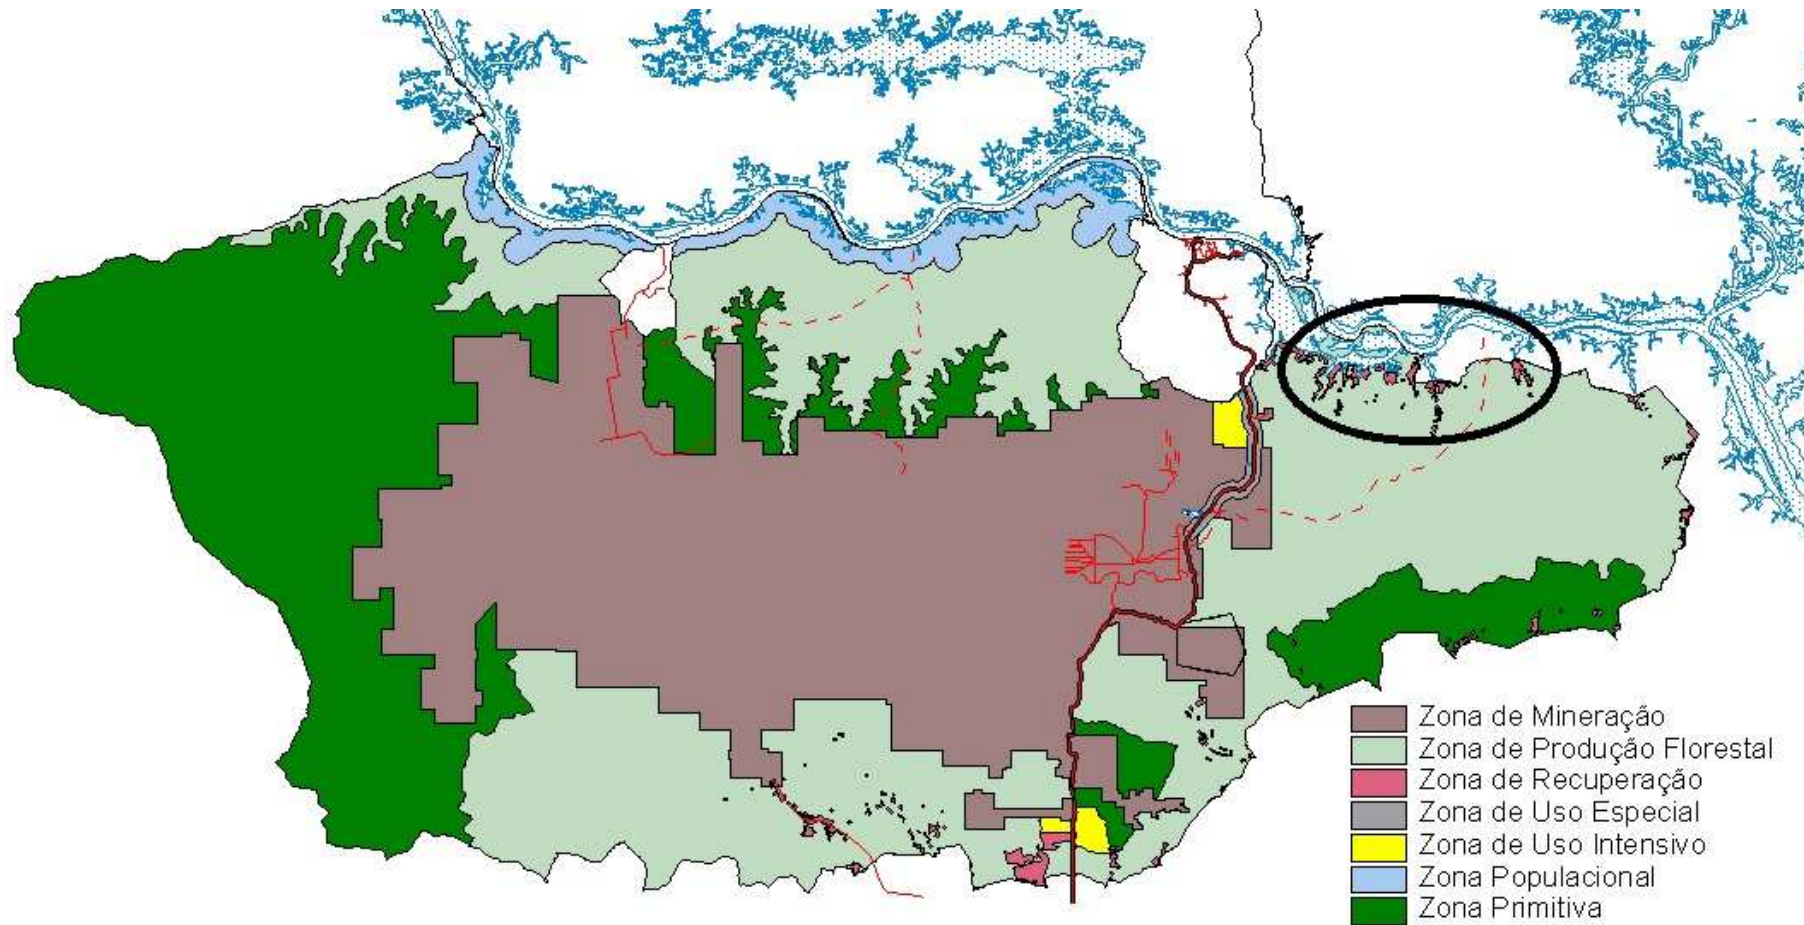 Zona de Mineração
Zona de Produção Florestal
Zona de Recuperação
Zona de Uso Especial
Zona de Uso Intensivo
Zona Populacional
Zona Primitiva